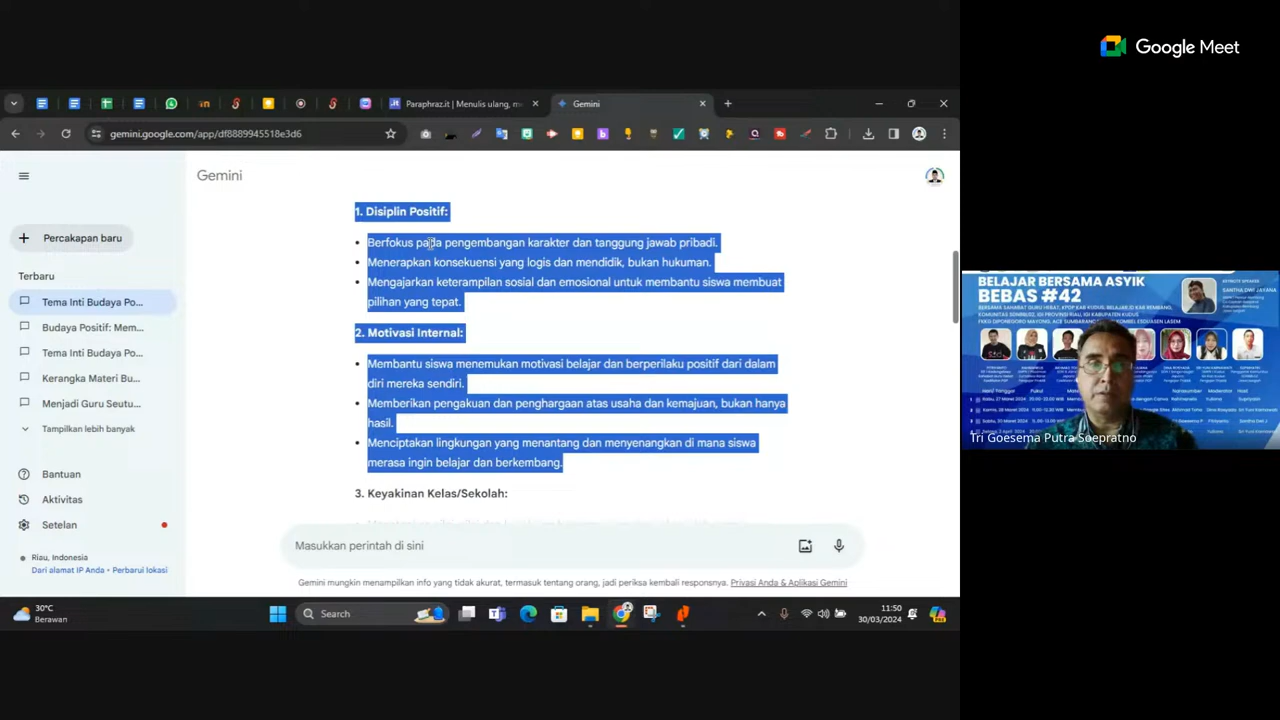 Google Meet
Paraphraz.it | Menulis ulang, m
Gemini
gemini.google.com/app/df8889945518e3d6
Gemini
Percakapan baru
Terbaru
Tema Inti Budaya Po...
Budaya Positif: Mem...
Tema Inti Budaya Po...
Kerangka Materi Bu...
Menjadi Guru Seutu...
Tampilkan lebih banyak
Bantuan
Aktivitas
Setelan
Riau, Indonesia
Dari alamat IP Anda • Perbarui lokasi
1. Disiplin Positif:
• Berfokus pada pengembangan karakter dan tanggung jawab pribadi.
• Menerapkan konsekuensi yang logis dan mendidik, bukan hukuman.
• Mengajarkan keterampilan sosial dan emosional untuk membantu siswa membuat
pilihan yang tepat.
2. Motivasi Internal:
• Membantu siswa menemukan motivasi belajar dan berperilaku positif dari dalam
diri mereka sendiri.
• Memberikan pengakuan dan penghargaan atas usaha dan kemajuan, bukan hanya
hasil.
• Menciptakan lingkungan yang menantang dan menyenangkan di mana siswa
merasa ingin belajar dan berkembang.
3. Keyakinan Kelas/Sekolah:
Masukkan perintah di sini
Gemini mungkin menampilkan info yang tidak akurat, termasuk tentang orang, jadi periksa kembali responsnya. Privasi Anda & Aplikasi Gemini
30°C
Berawan
Search
11:50
30/03/2024
BELAJAR BERSAMA ASYIK
BEBAS #42
Tri Goesema Putra Soepratno